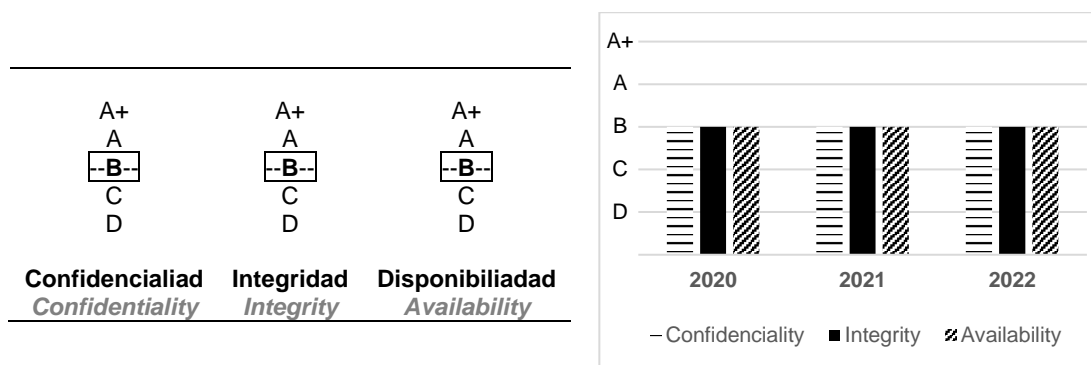 A+ A+ A+
A A A
--B-- --B-- --B--
C C C
D D D
Confidencialiad Integridad Disponibiliadad
Confidentiality Integrity Availability
A+
A
B
C
D
2020 2021 2022
Confidenciality Integrity Availability